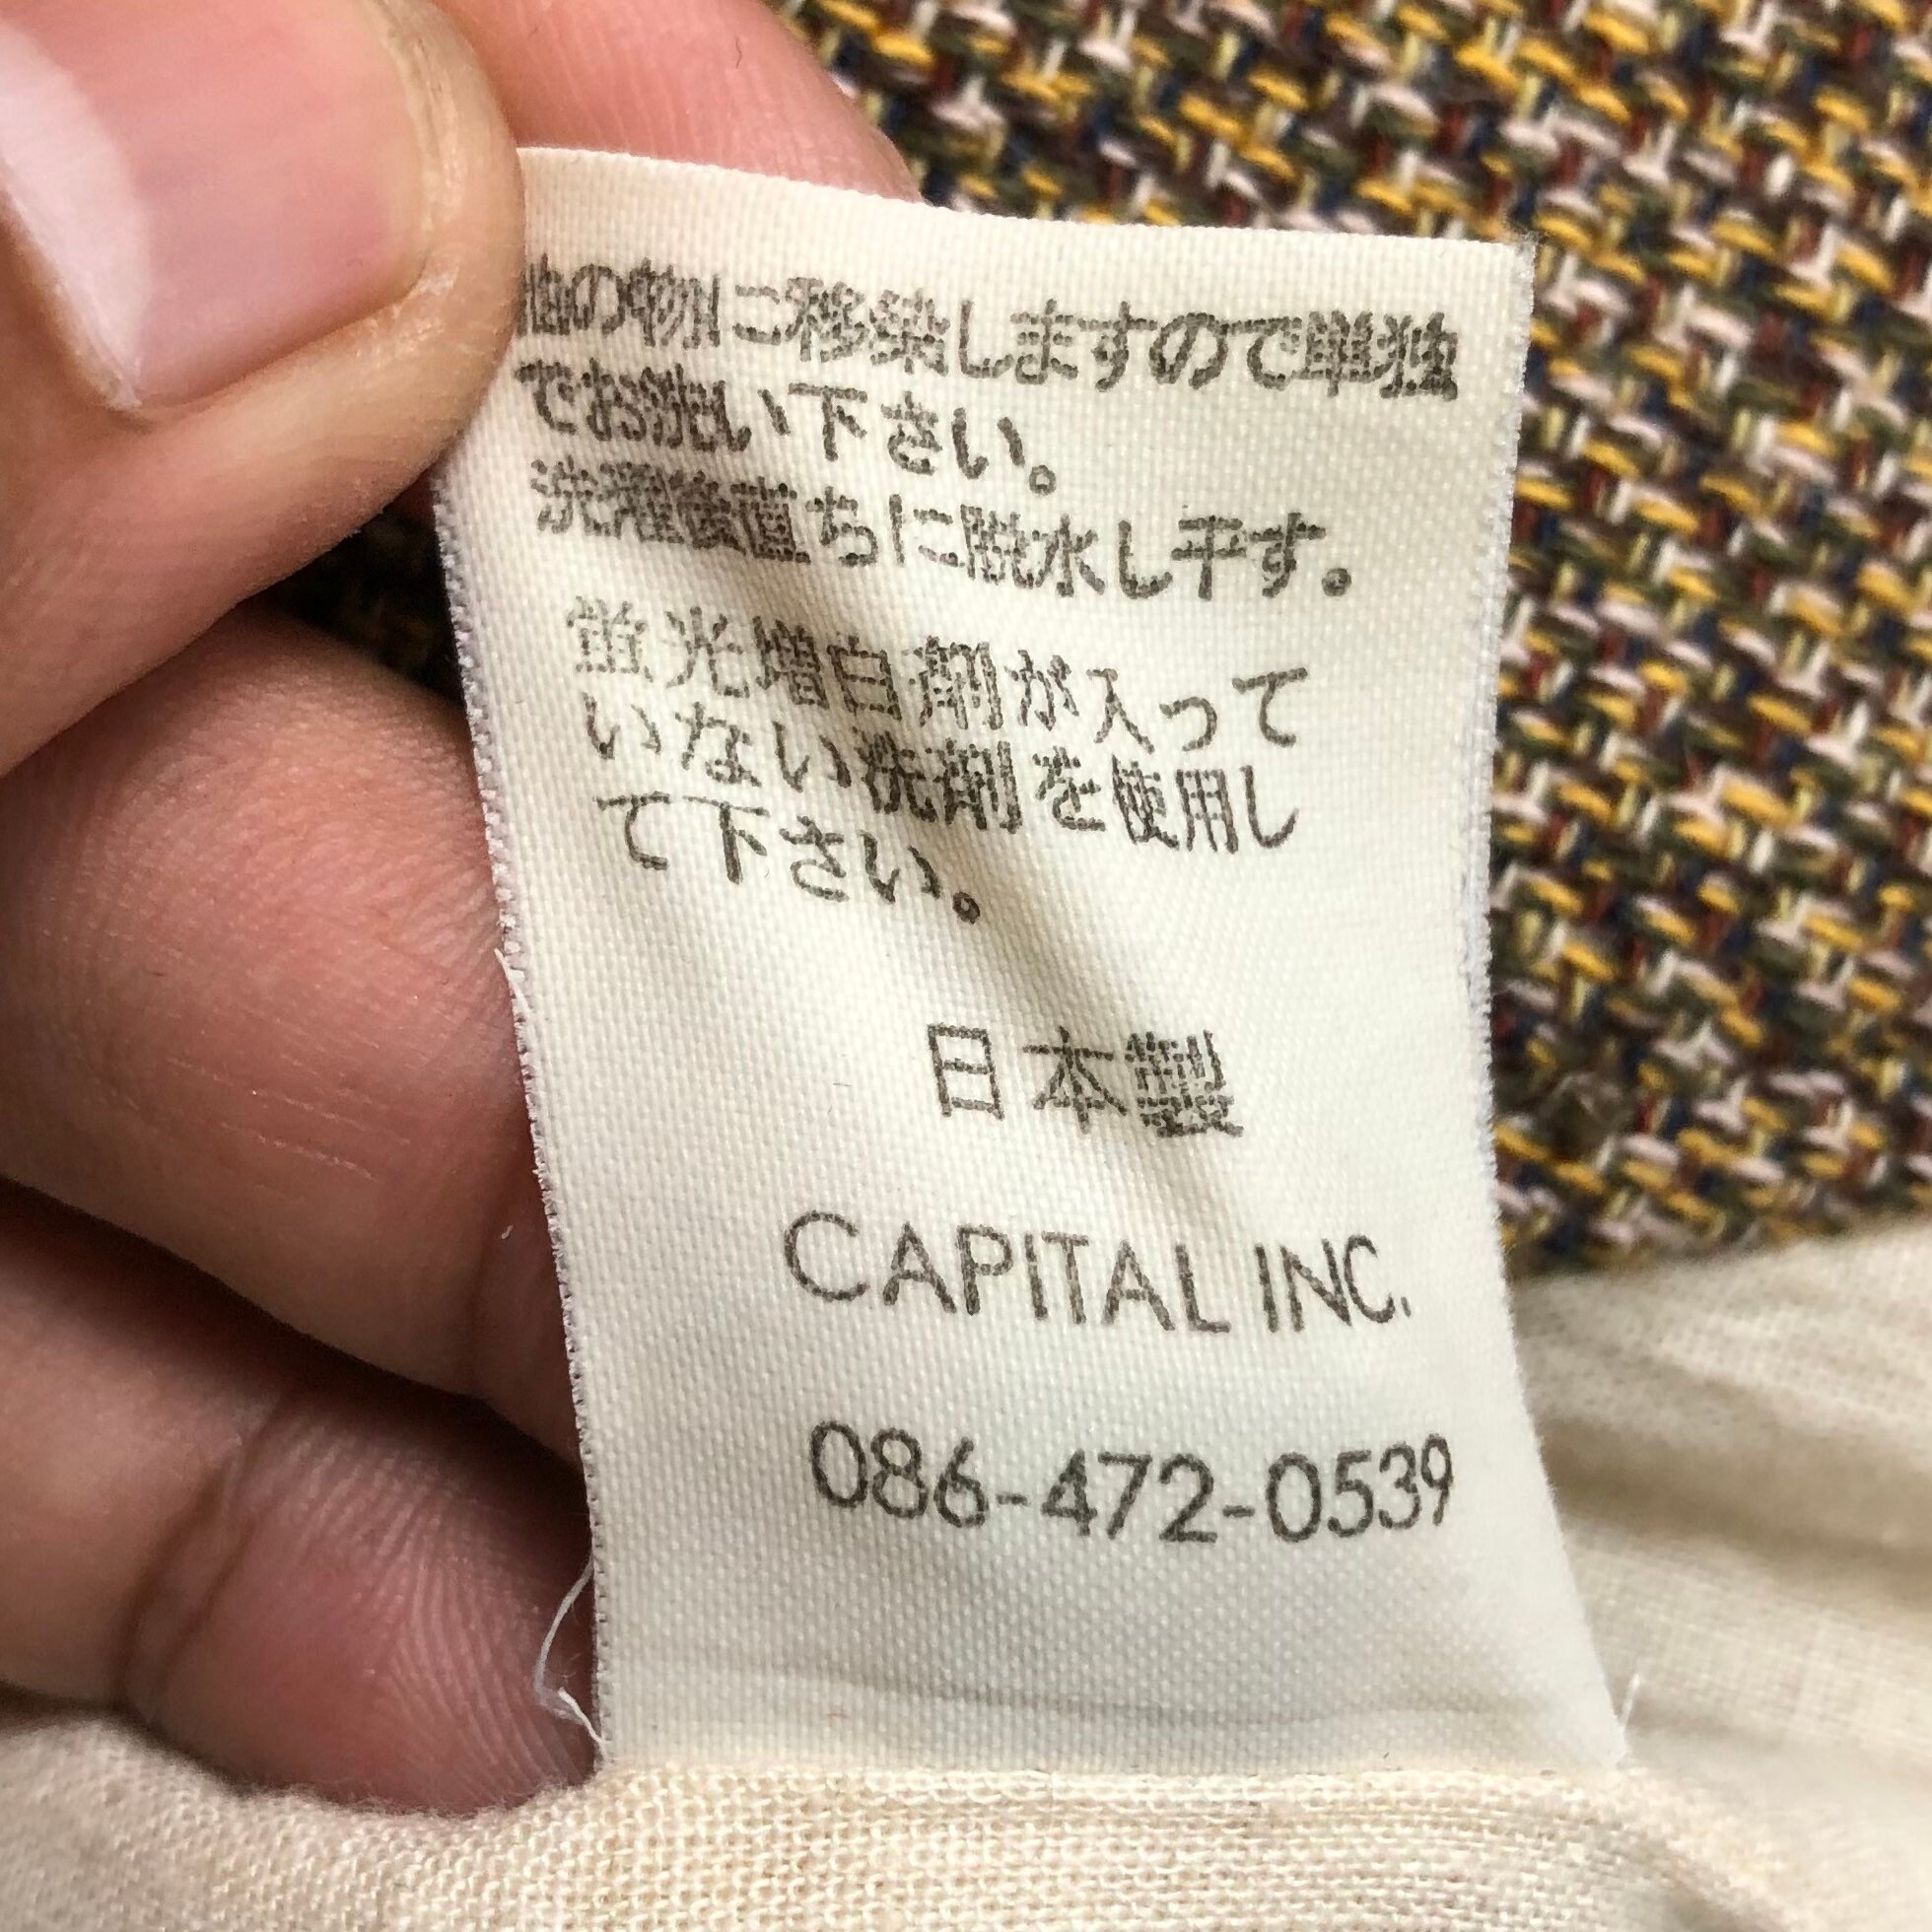 他の物に移染しますので単独
でお洗い下さい。
洗濯後直ちに脱水し干す。
蛍光増白剤が入って
いない洗剤を使用し
て下さい。
日本製
CAPITAL INC.
086-472-0539